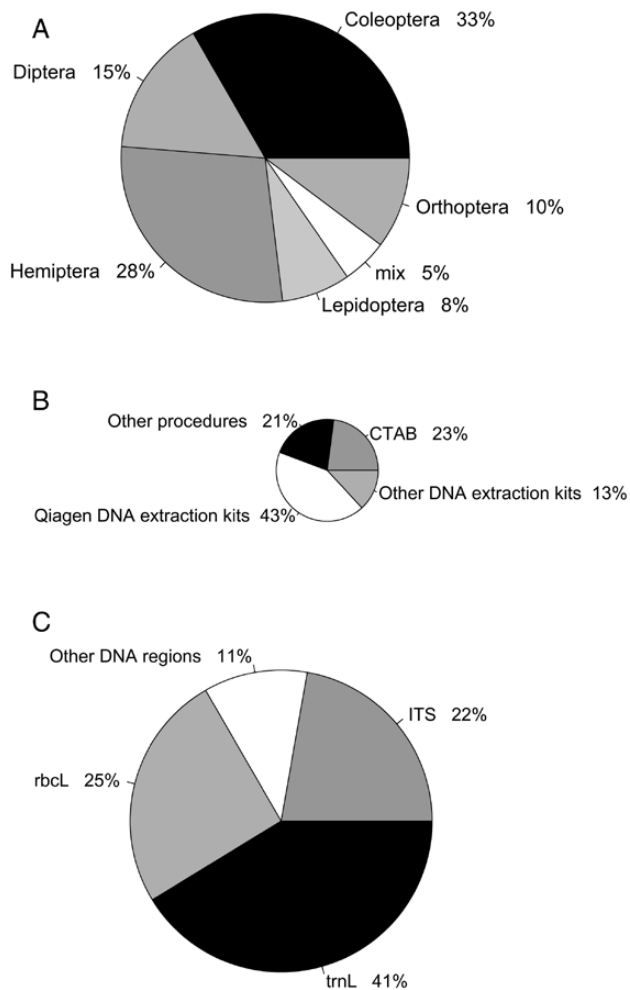 A
Coleoptera 33%
Diptera 15%
Orthoptera 10%
Hemiptera 28%
mix 5%
Lepidoptera 8%
B
Other procedures 21%
CTAB 23%
Other DNA extraction kits 13%
Qiagen DNA extraction kits 43%
C
Other DNA regions 11%
ITS 22%
rbcL 25%
trnL 41%